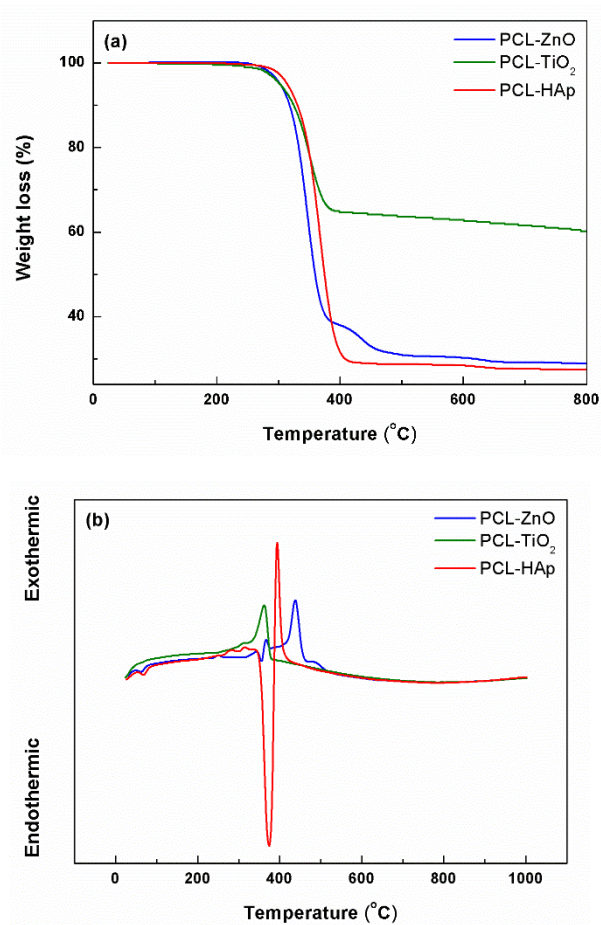 (a)
PCL-ZnO
PCL-TiO₂
PCL-HAp
100
80
60
40
Weight loss (%)
0 200 400 600 800
Temperature (°C)
(b)
PCL-ZnO
PCL-TiO₂
PCL-HAp
Exothermic
Endothermic
0 200 400 600 800 1000
Temperature (°C)